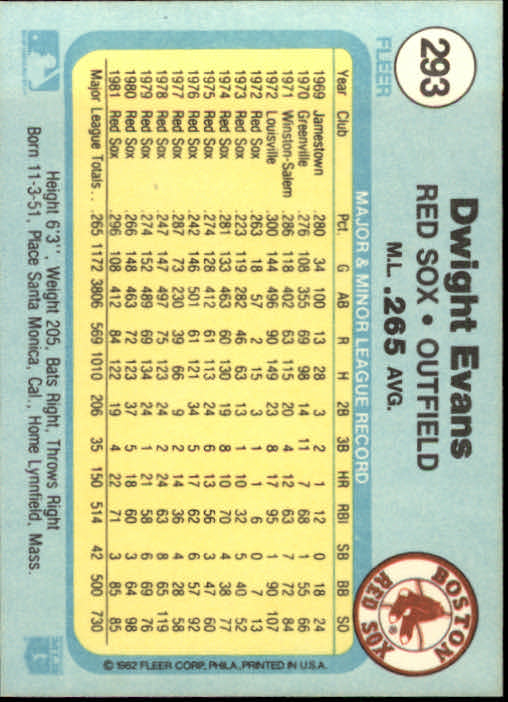 293
FLEER
Dwight Evans
RED SOX • OUTFIELD
M.L. .265 AVG.
BOSTON
RED SOX
MAJOR & MINOR LEAGUE RECORD
Year Club Pct. G AB R H 2B 3B HR RBI SB BB SO
1969 Jamestown .280 34 100 13 28 3 2 1 12 0 18 24
1970 Greenville .276 108 355 69 98 14 11 7 68 1 55 66
1971 Winston-Salem .286 118 402 63 115 20 4 12 63 7 72 84
1972 Louisville .300 144 496 90 149 23 8 17 95 1 90 107
1972 Red Sox .263 18 57 2 15 3 1 1 6 0 7 13
1973 Red Sox .223 119 282 46 63 13 1 10 32 5 40 52
1974 Red Sox .281 133 463 60 130 19 8 10 70 4 38 77
1975 Red Sox .274 128 412 61 113 24 6 13 56 3 47 60
1976 Red Sox .242 146 501 61 121 34 5 17 62 6 57 92
1977 Red Sox .287 73 230 39 66 9 2 14 36 4 28 58
1978 Red Sox .247 147 497 75 123 24 2 24 63 8 65 119
1979 Red Sox .274 152 489 69 134 24 1 21 58 6 69 76
1980 Red Sox .266 148 463 72 123 37 5 18 60 3 64 98
1981 Red Sox .296 108 412 84 122 19 4 22 71 3 85 85
Major League Totals . . .265 1172 3806 569 1010 206 35 150 514 42 500 730
©1982 FLEER CORP., PHILA., PRINTED IN U.S.A.
Height 6'3", Weight 205, Bats Right, Throws Right
Born 11-3-51, Place Santa Monica, Cal., Home Lynnfield, Mass.